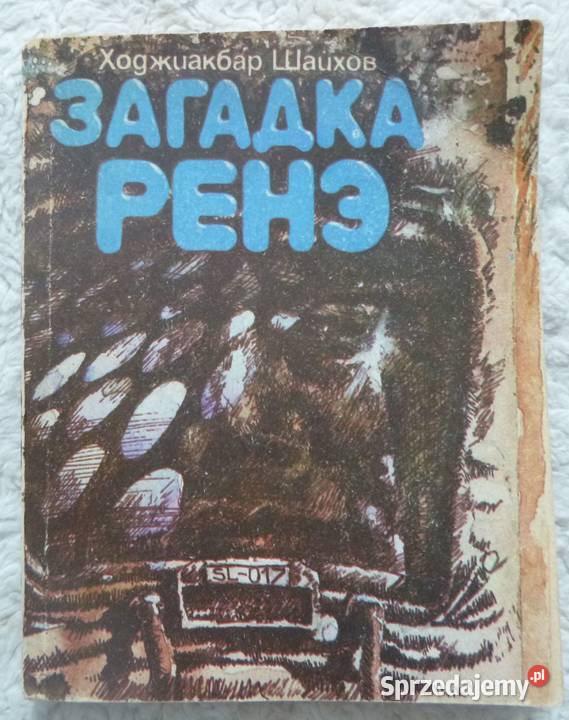 Ходжиакбар Шайхов
ЗАГАДКА
РЕНЭ
SL-017
Sprzedajemy.pl